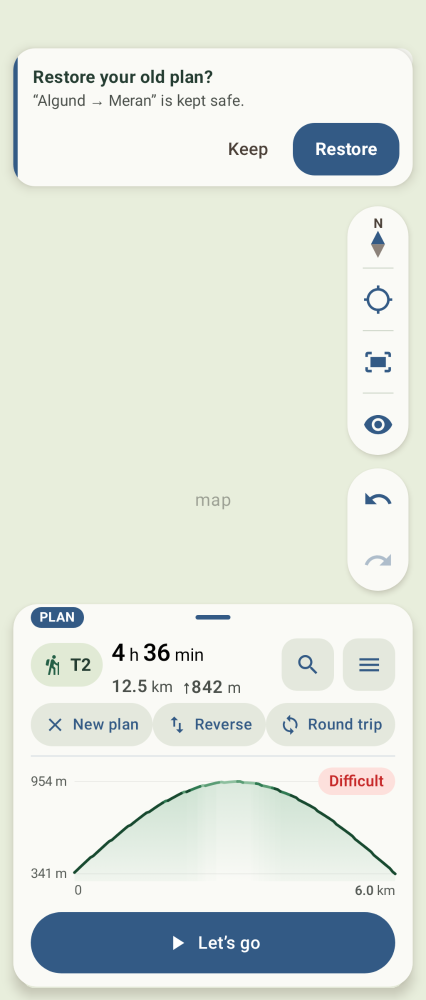 Restore your old plan?
“Algund → Meran” is kept safe.
Keep
Restore
N
map
PLAN
T2
4 h 36 min
12.5 km ↑842 m
New plan
Reverse
Round trip
954 m
Difficult
341 m
0
6.0 km
Let’s go